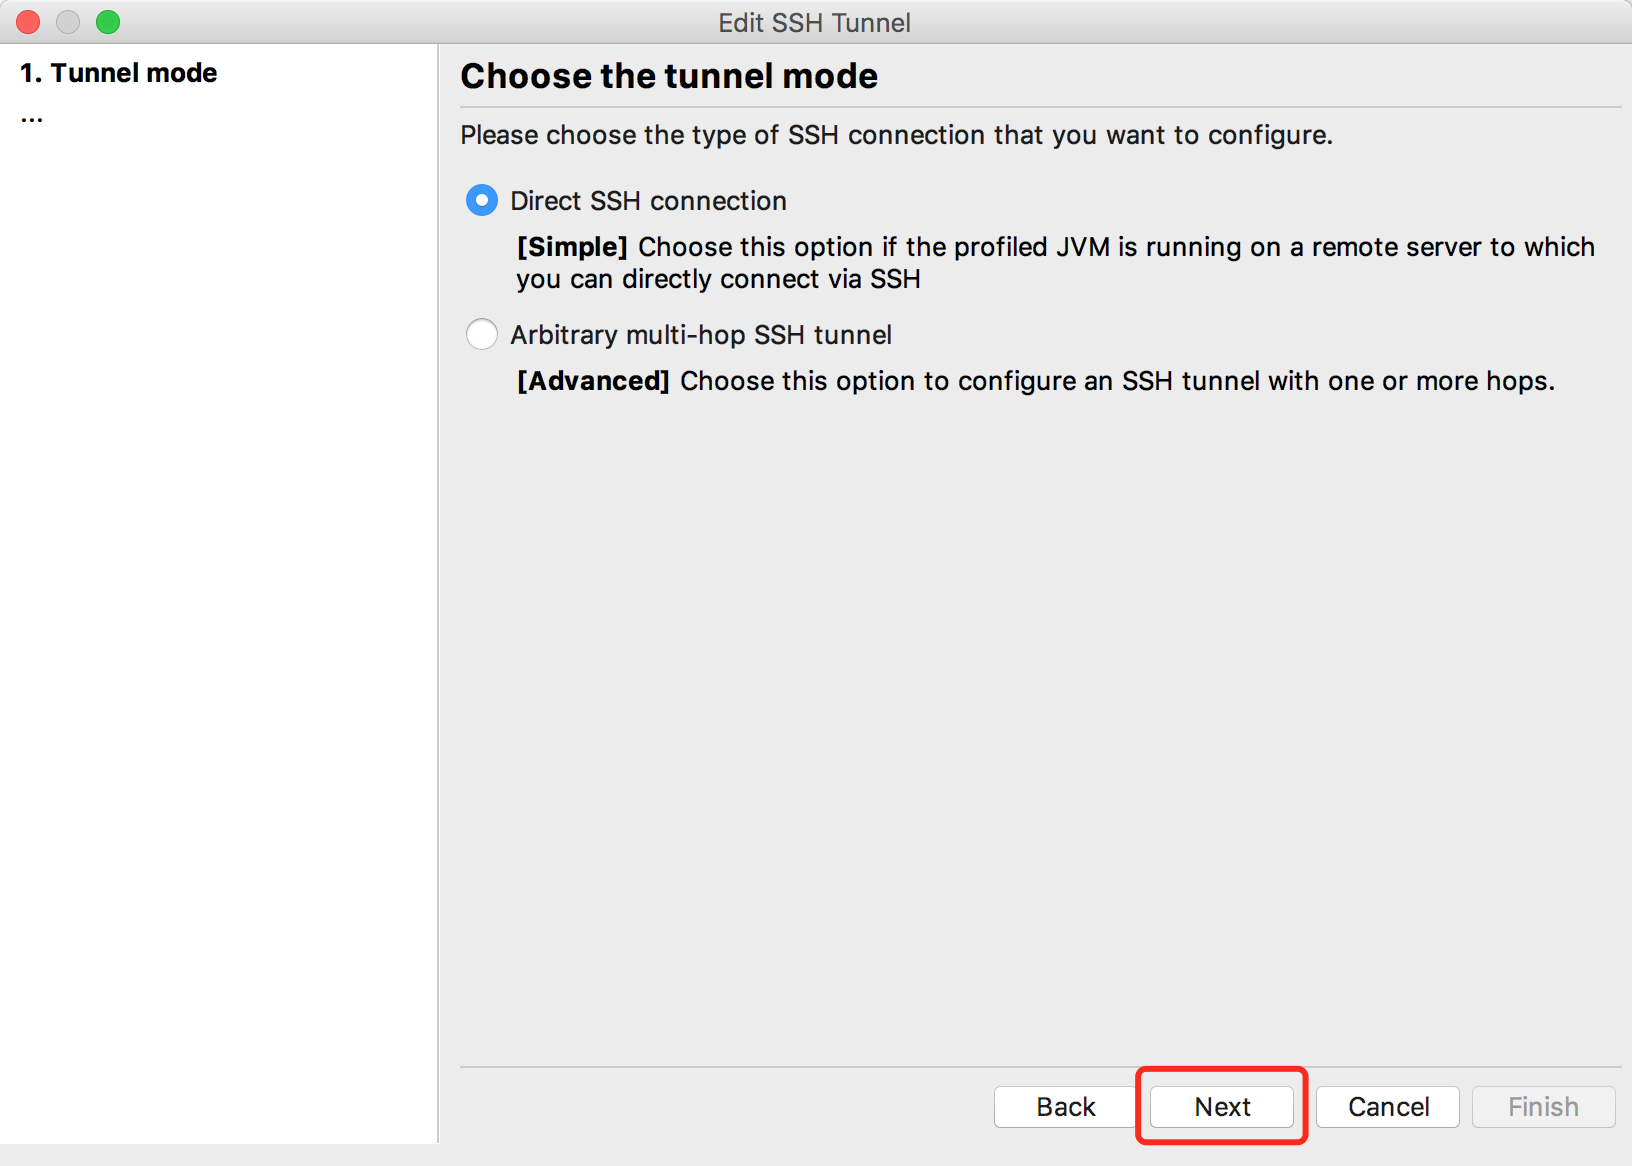 Edit SSH Tunnel
1. Tunnel mode
...
Choose the tunnel mode
Please choose the type of SSH connection that you want to configure.
Direct SSH connection
[Simple] Choose this option if the profiled JVM is running on a remote server to which
you can directly connect via SSH
Arbitrary multi-hop SSH tunnel
[Advanced] Choose this option to configure an SSH tunnel with one or more hops.
Back Next Cancel Finish